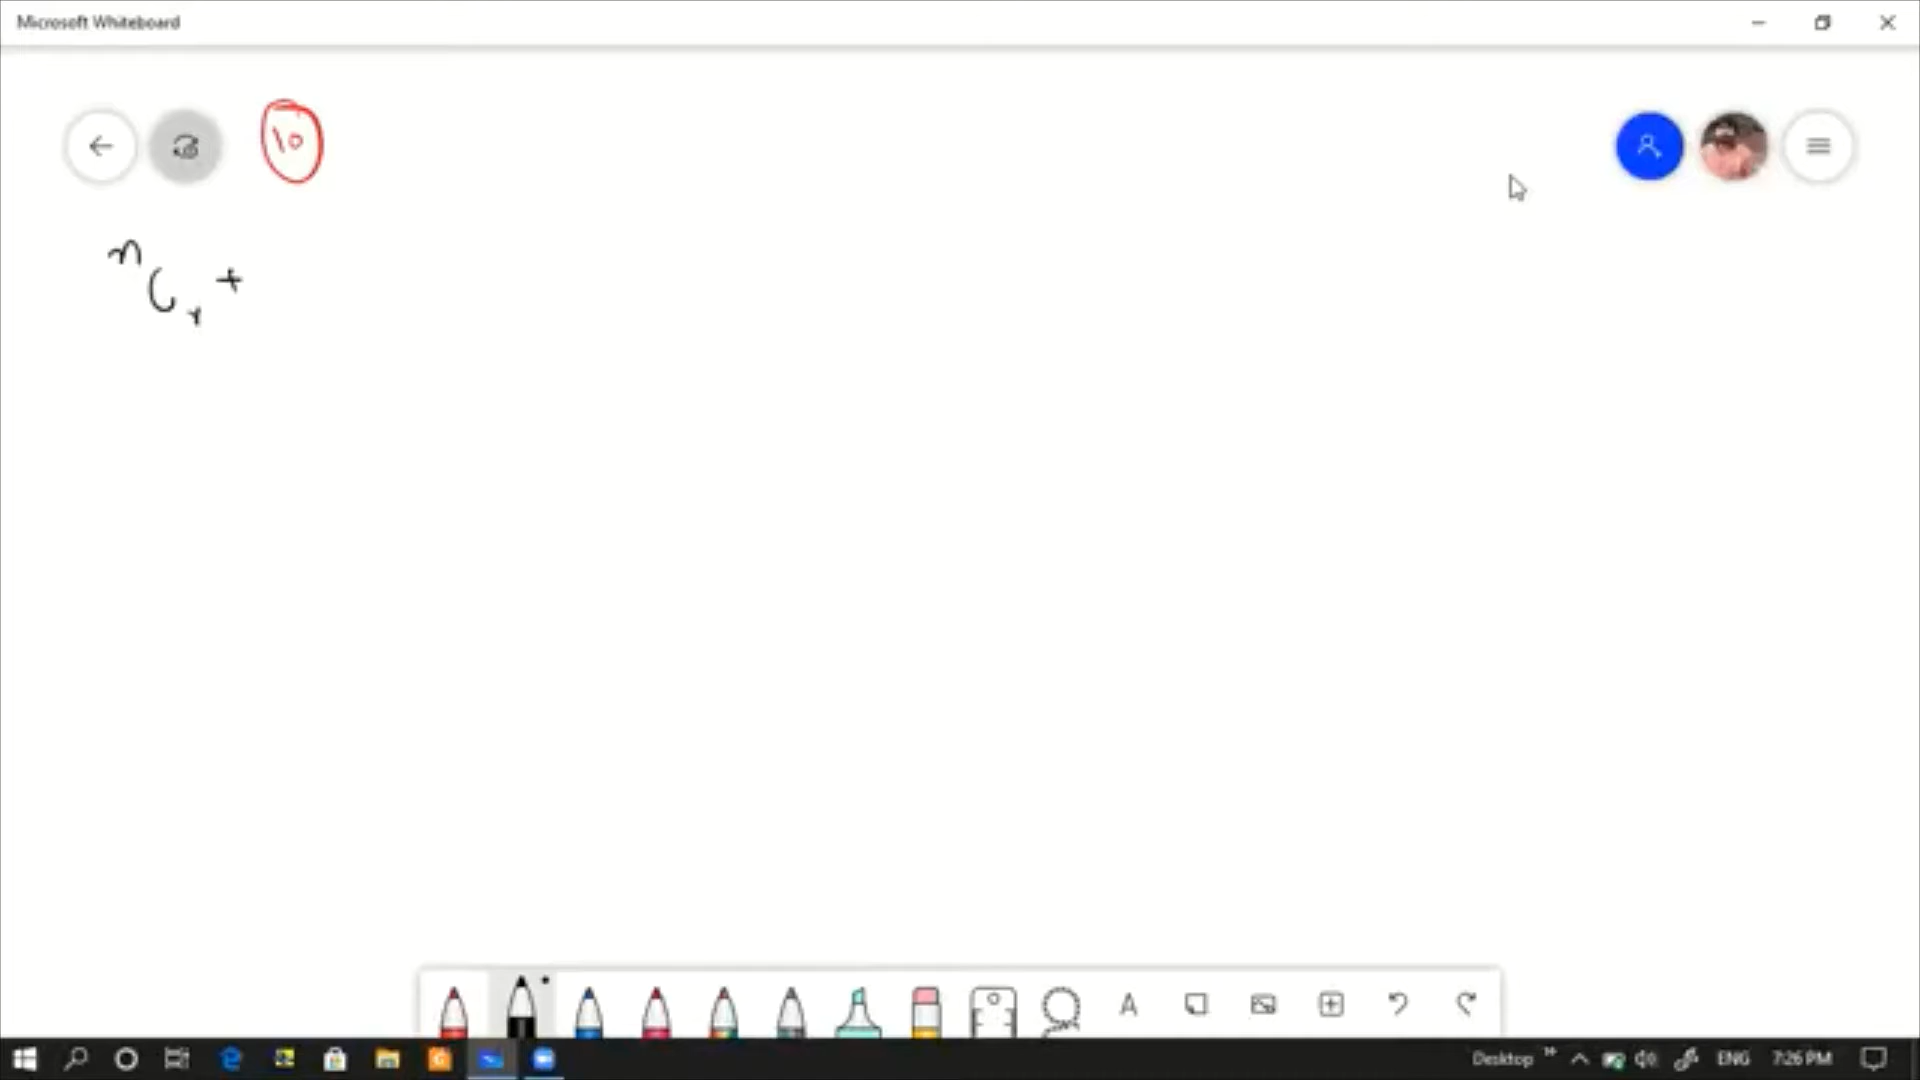 Microsoft Whiteboard
10
ⁿCᵣ +
A
Desktop » ENG 7:26 PM